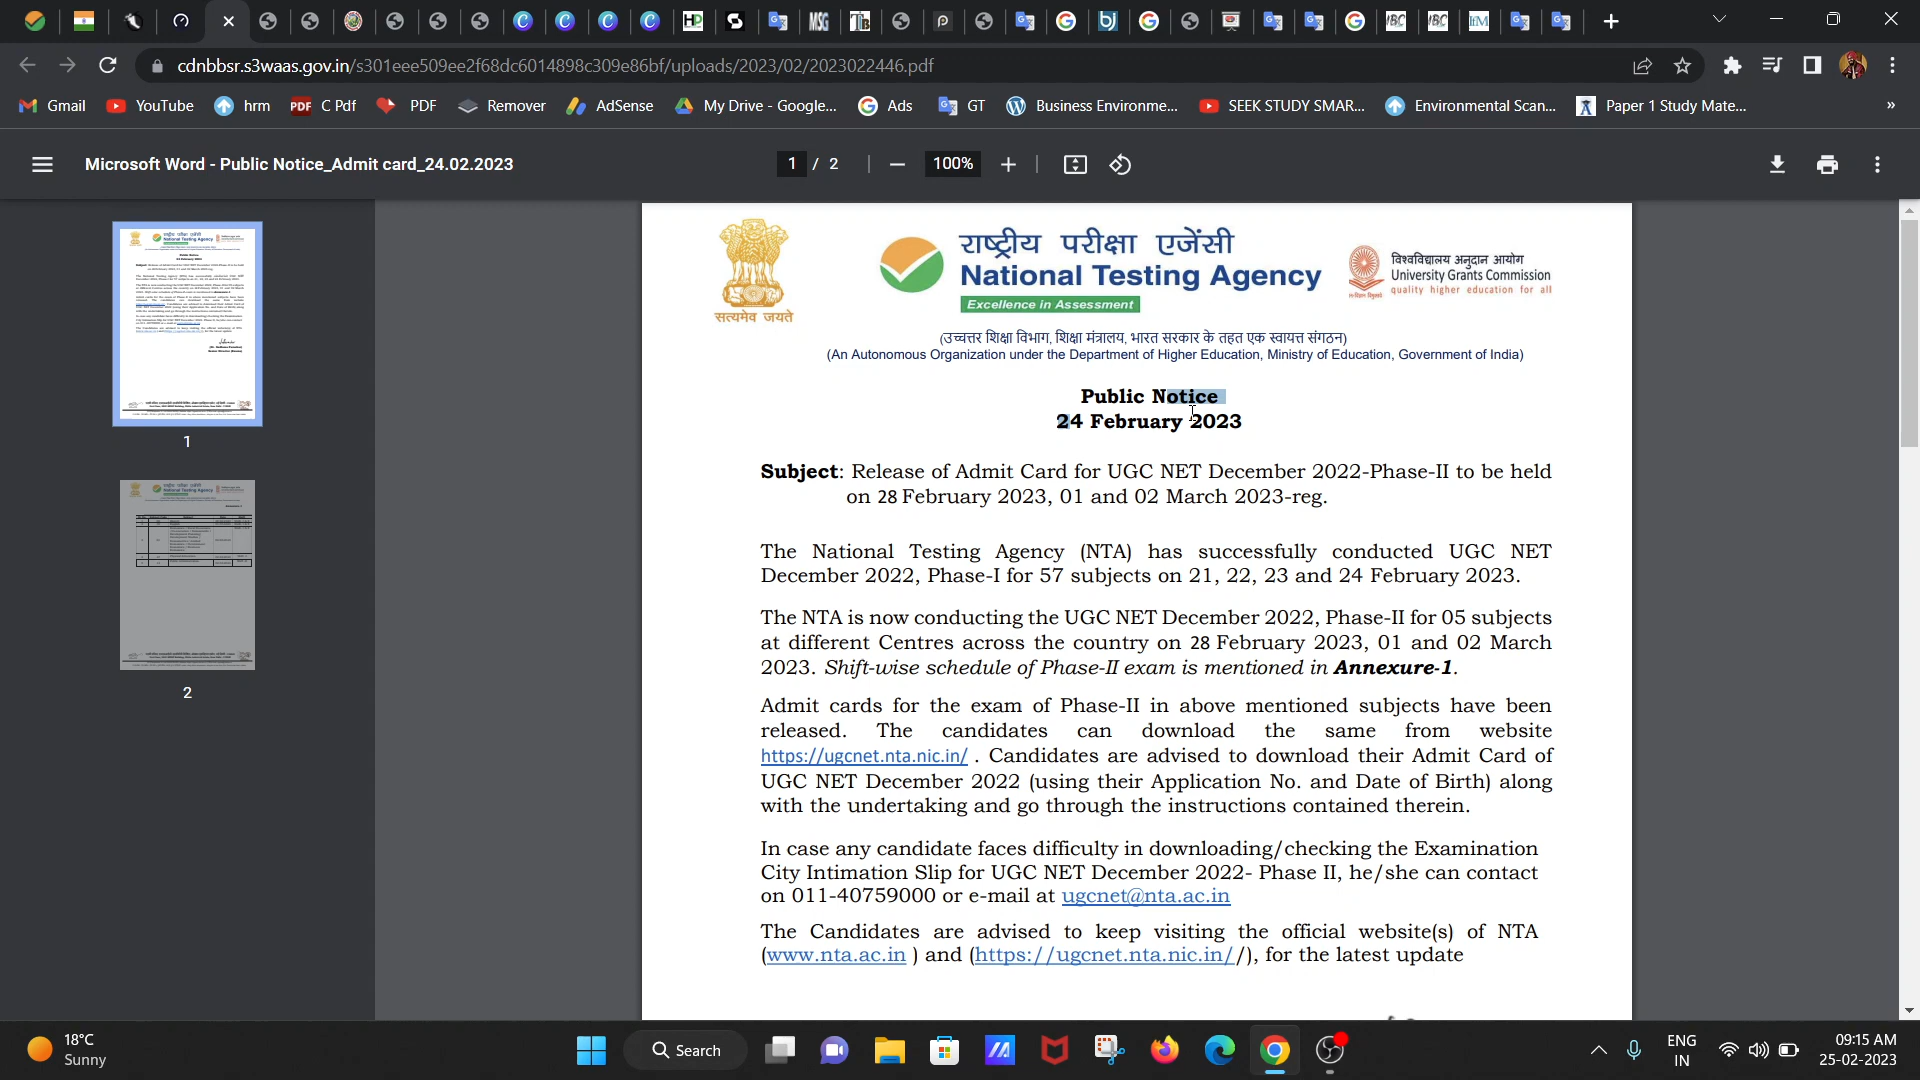 cdnbbsr.s3waas.gov.in/s301eee509ee2f68dc6014898c309e86bf/uploads/2023/02/2023022446.pdf
Gmail YouTube hrm C Pdf PDF Remover AdSense My Drive - Google... Ads GT Business Environme... SEEK STUDY SMAR... Environmental Scan... Paper 1 Study Mate... »
Microsoft Word - Public Notice_Admit card_24.02.2023
1 / 2 100%
1
2
सत्यमेव जयते
राष्ट्रीय परीक्षा एजेंसी
National Testing Agency
Excellence in Assessment
विश्वविद्यालय अनुदान आयोग
University Grants Commission
quality higher education for all
(उच्चत्तर शिक्षा विभाग, शिक्षा मंत्रालय, भारत सरकार के तहत एक स्वायत्त संगठन)
(An Autonomous Organization under the Department of Higher Education, Ministry of Education, Government of India)
Public Notice
24 February 2023
Subject: Release of Admit Card for UGC NET December 2022-Phase-II to be held
on 28 February 2023, 01 and 02 March 2023-reg.
The National Testing Agency (NTA) has successfully conducted UGC NET
December 2022, Phase-I for 57 subjects on 21, 22, 23 and 24 February 2023.
The NTA is now conducting the UGC NET December 2022, Phase-II for 05 subjects
at different Centres across the country on 28 February 2023, 01 and 02 March
2023. Shift-wise schedule of Phase-II exam is mentioned in Annexure-1.
Admit cards for the exam of Phase-II in above mentioned subjects have been
released. The candidates can download the same from website
https://ugcnet.nta.nic.in/ . Candidates are advised to download their Admit Card of
UGC NET December 2022 (using their Application No. and Date of Birth) along
with the undertaking and go through the instructions contained therein.
In case any candidate faces difficulty in downloading/checking the Examination
City Intimation Slip for UGC NET December 2022- Phase II, he/she can contact
on 011-40759000 or e-mail at ugcnet@nta.ac.in
The Candidates are advised to keep visiting the official website(s) of NTA
(www.nta.ac.in ) and (https://ugcnet.nta.nic.in//), for the latest update
18°C
Sunny
Search
ENG
IN
09:15 AM
25-02-2023